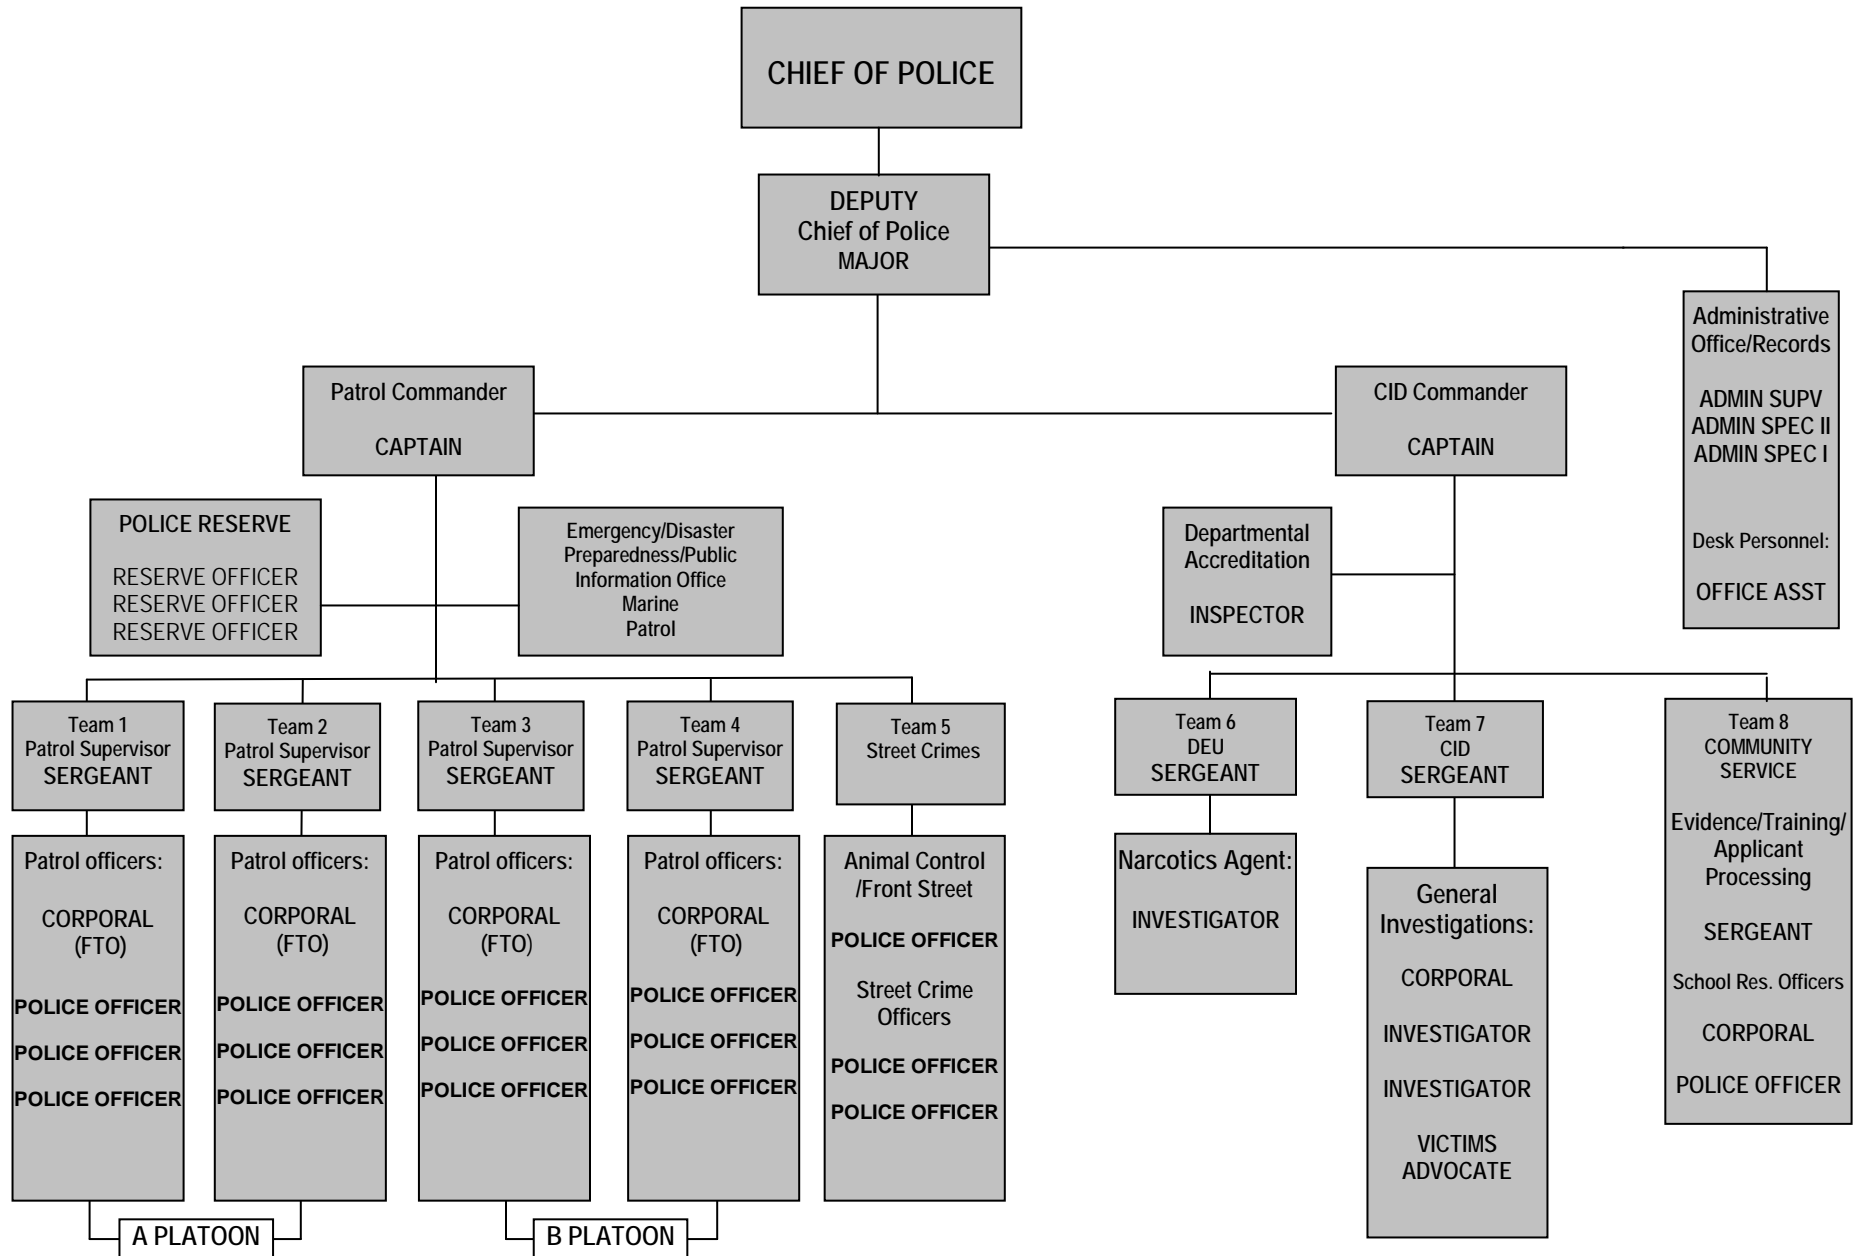 CHIEF OF POLICE
DEPUTY
Chief of Police
MAJOR
Administrative
Office/Records
ADMIN SUPV
ADMIN SPEC II
ADMIN SPEC I
Desk Personnel:
OFFICE ASST
Patrol Commander
CAPTAIN
CID Commander
CAPTAIN
POLICE RESERVE
RESERVE OFFICER
RESERVE OFFICER
RESERVE OFFICER
Emergency/Disaster
Preparedness/Public
Information Office
Marine
Patrol
Departmental
Accreditation
INSPECTOR
Team 1
Patrol Supervisor
SERGEANT
Team 2
Patrol Supervisor
SERGEANT
Team 3
Patrol Supervisor
SERGEANT
Team 4
Patrol Supervisor
SERGEANT
Team 5
Street Crimes
Team 6
DEU
SERGEANT
Team 7
CID
SERGEANT
Team 8
COMMUNITY
SERVICE
Evidence/Training/
Applicant
Processing
SERGEANT
School Res. Officers
CORPORAL
POLICE OFFICER
Patrol officers:
CORPORAL
(FTO)
POLICE OFFICER
POLICE OFFICER
POLICE OFFICER
Patrol officers:
CORPORAL
(FTO)
POLICE OFFICER
POLICE OFFICER
POLICE OFFICER
Patrol officers:
CORPORAL
(FTO)
POLICE OFFICER
POLICE OFFICER
POLICE OFFICER
Patrol officers:
CORPORAL
(FTO)
POLICE OFFICER
POLICE OFFICER
POLICE OFFICER
Animal Control
/Front Street
POLICE OFFICER
Street Crime
Officers
POLICE OFFICER
POLICE OFFICER
Narcotics Agent:
INVESTIGATOR
General
Investigations:
CORPORAL
INVESTIGATOR
INVESTIGATOR
VICTIMS
ADVOCATE
A PLATOON
B PLATOON